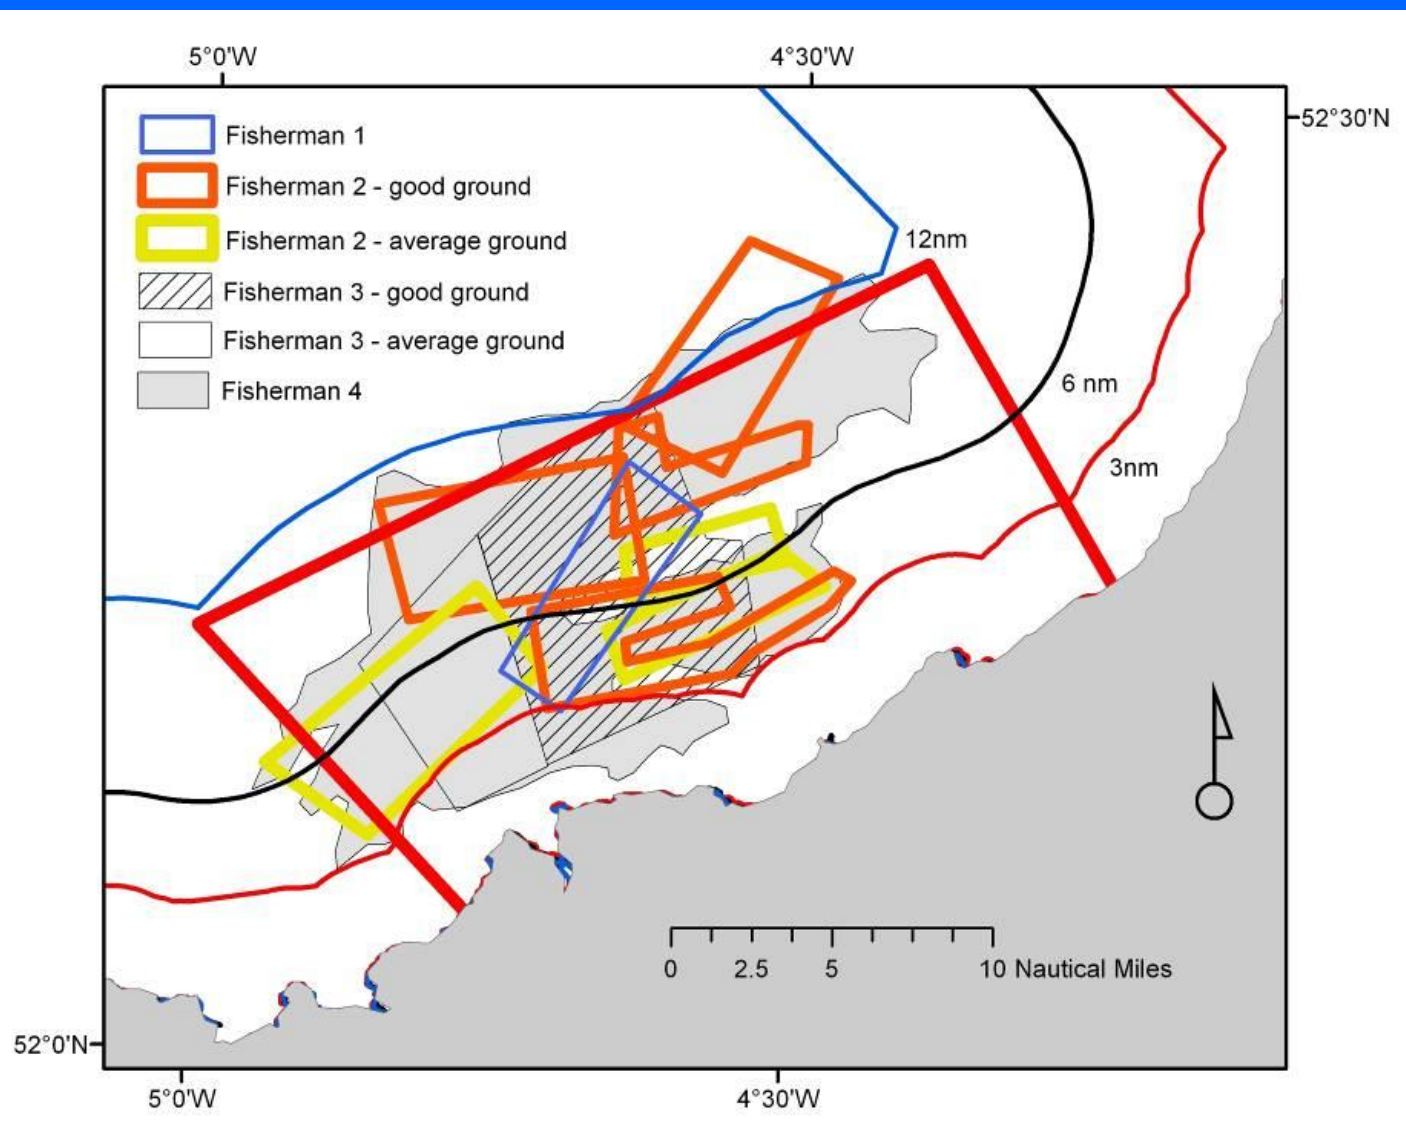 5°0'W
4°30'W
52°30'N
Fisherman 1
Fisherman 2 - good ground
Fisherman 2 - average ground
Fisherman 3 - good ground
Fisherman 3 - average ground
Fisherman 4
12nm
6 nm
3nm
0 2.5 5 10 Nautical Miles
52°0'N
5°0'W
4°30'W